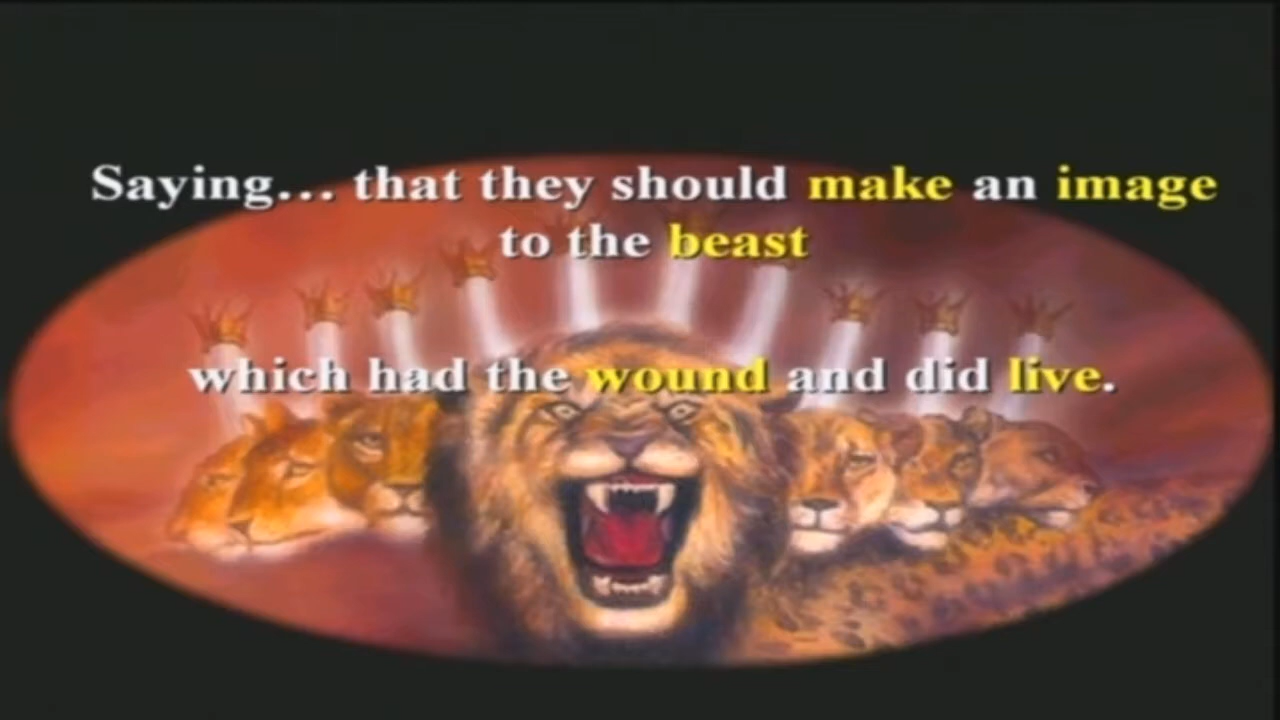 Saying... that they should make an image
to the beast
which had the wound and did live.